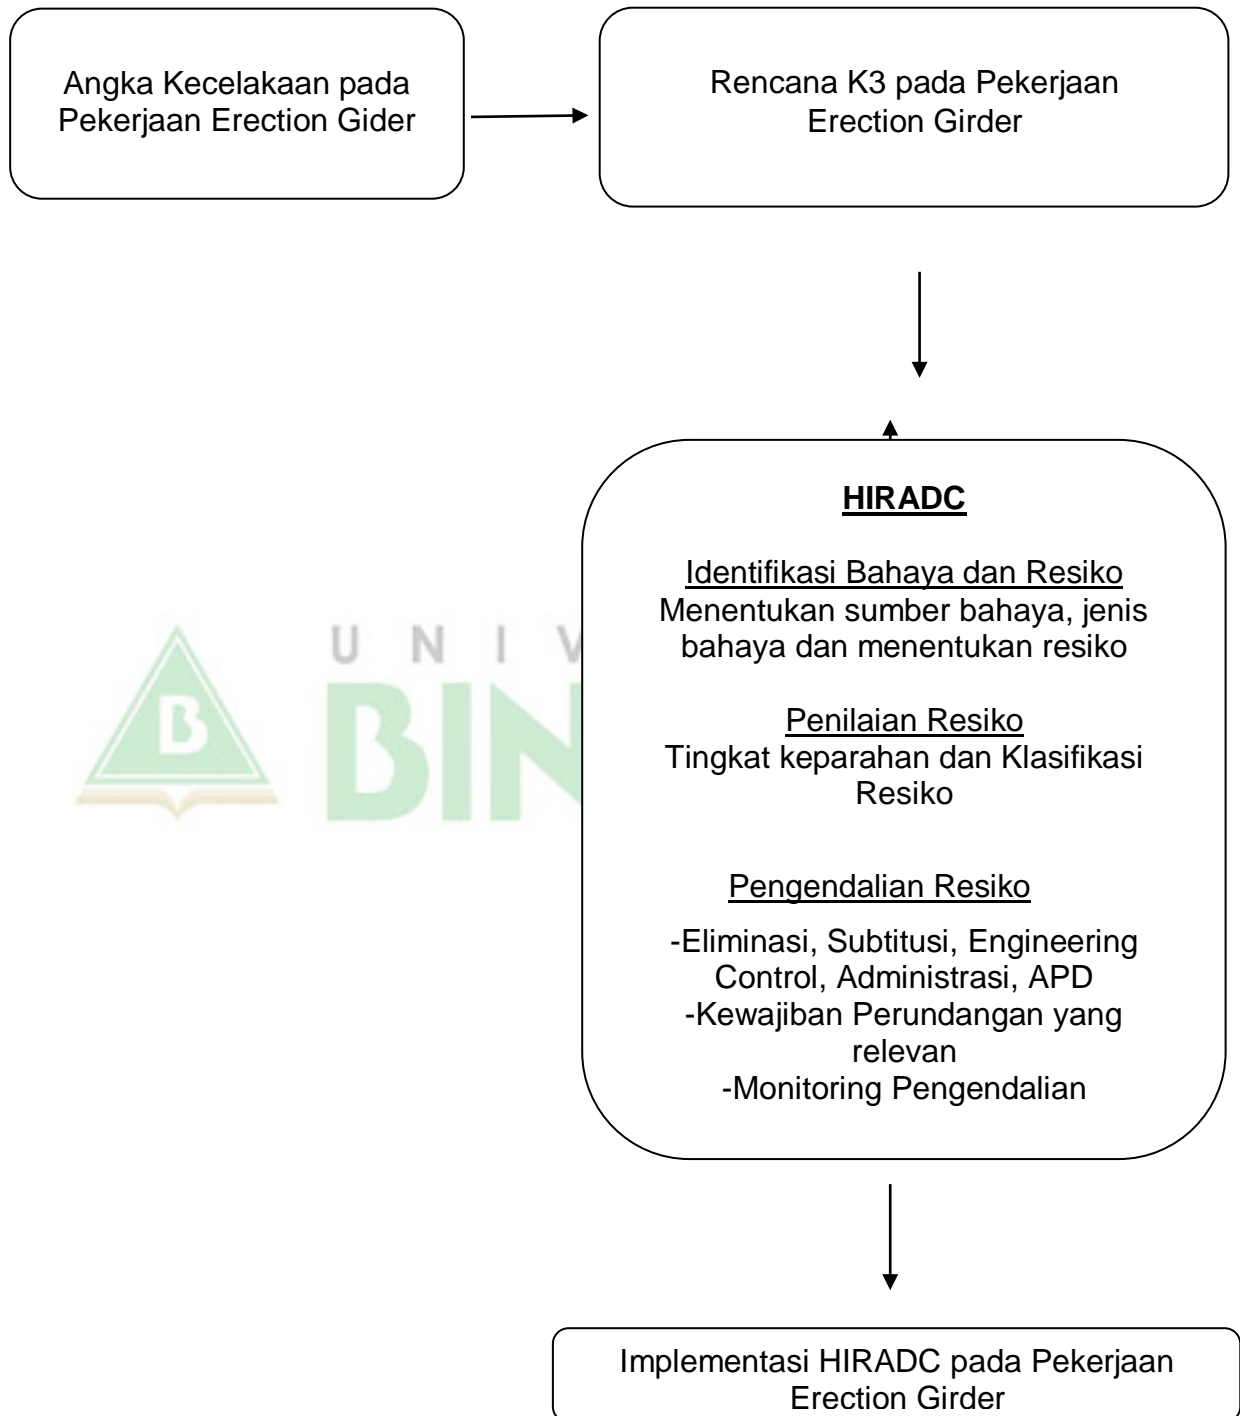 Angka Kecelakaan pada
Pekerjaan Erection Gider
Rencana K3 pada Pekerjaan
Erection Girder
HIRADC
Identifikasi Bahaya dan Resiko
Menentukan sumber bahaya, jenis
bahaya dan menentukan resiko
Penilaian Resiko
Tingkat keparahan dan Klasifikasi
Resiko
Pengendalian Resiko
-Eliminasi, Subtitusi, Engineering
Control, Administrasi, APD
-Kewajiban Perundangan yang
relevan
-Monitoring Pengendalian
B
U N I V
BIN
Implementasi HIRADC pada Pekerjaan
Erection Girder